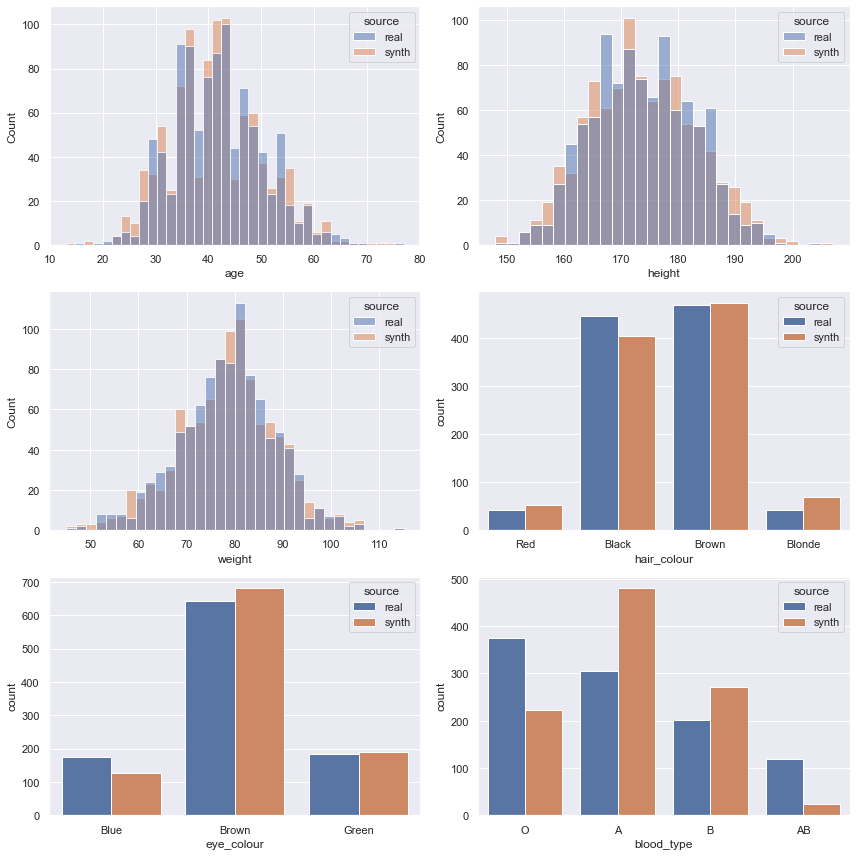 source
real
synth
Count
100
80
60
40
20
0
10 20 30 40 50 60 70 80
age
source
real
synth
Count
100
80
60
40
20
0
150 160 170 180 190 200
height
source
real
synth
Count
100
80
60
40
20
0
50 60 70 80 90 100 110
weight
source
real
synth
count
400
300
200
100
0
Red Black Brown Blonde
hair_colour
source
real
synth
count
700
600
500
400
300
200
100
0
Blue Brown Green
eye_colour
source
real
synth
count
500
400
300
200
100
0
O A B AB
blood_type